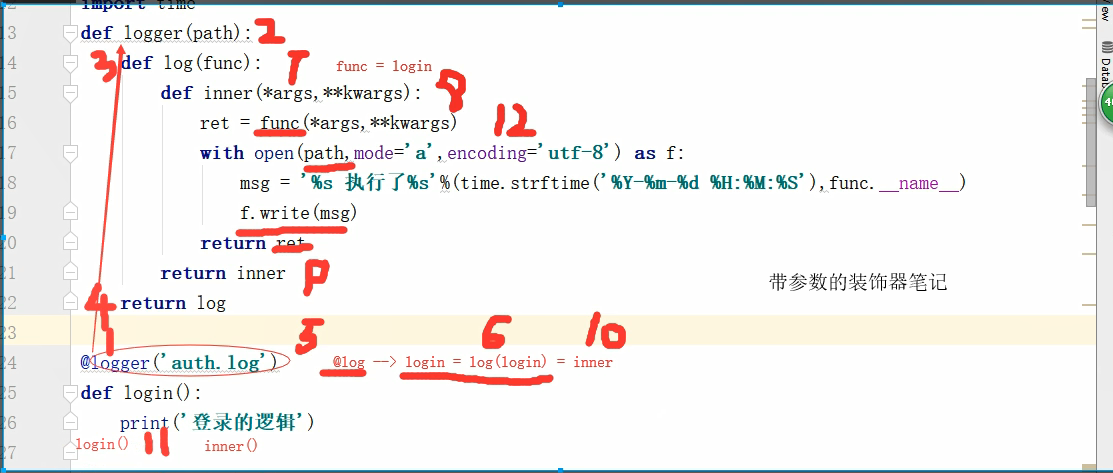 12 import time
13 def logger(path): 2
14 3 def log(func): 7 func = login
15 def inner(*args,**kwargs): 8
16 ret = func(*args,**kwargs) 12
17 with open(path,mode='a',encoding='utf-8') as f:
18 msg = '%s 执行了%s'%(time.strftime('%Y-%m-%d %H:%M:%S'),func.__name__)
19 f.write(msg)
20 return ret
21 return inner
带参数的装饰器笔记
22 4 return log
23 5 6 10
24 @logger('auth.log') 1 @log --> login = log(login) = inner
25 def login():
26 print('登录的逻辑')
27 login() 11 inner()
View
Datab